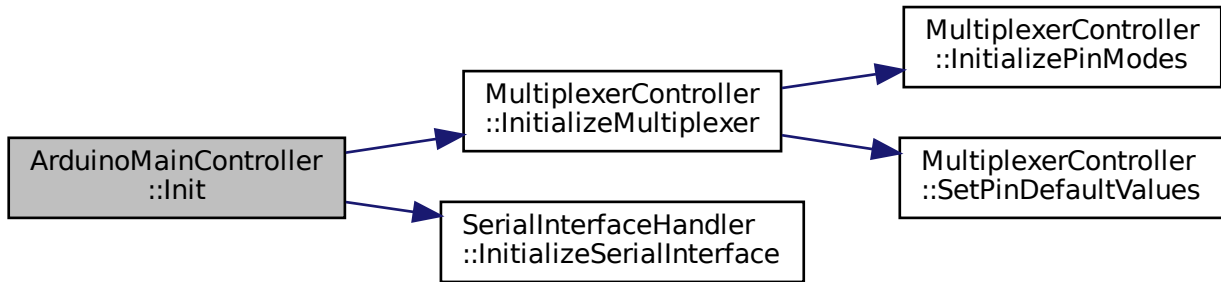 ArduinoMainController
::Init
MultiplexerController
::InitializeMultiplexer
SerialInterfaceHandler
::InitializeSerialInterface
MultiplexerController
::InitializePinModes
MultiplexerController
::SetPinDefaultValues